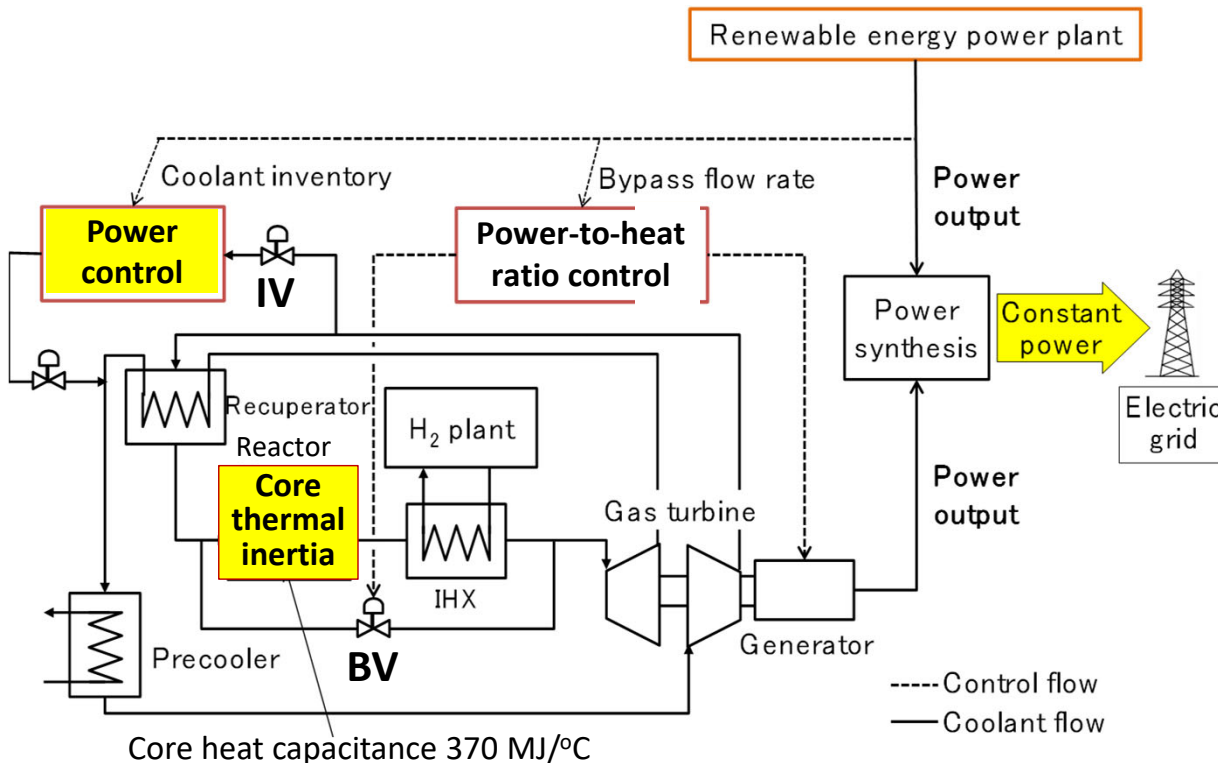 Renewable energy power plant
Coolant inventory
Bypass flow rate
Power
output
Power
control
IV
Power-to-heat
ratio control
Power
synthesis
Constant
power
Electric
grid
Recuperator
Reactor
H₂ plant
Core
thermal
inertia
Gas turbine
Power
output
IHX
Generator
Precooler
BV
Control flow
Coolant flow
Core heat capacitance 370 MJ/ᵒC